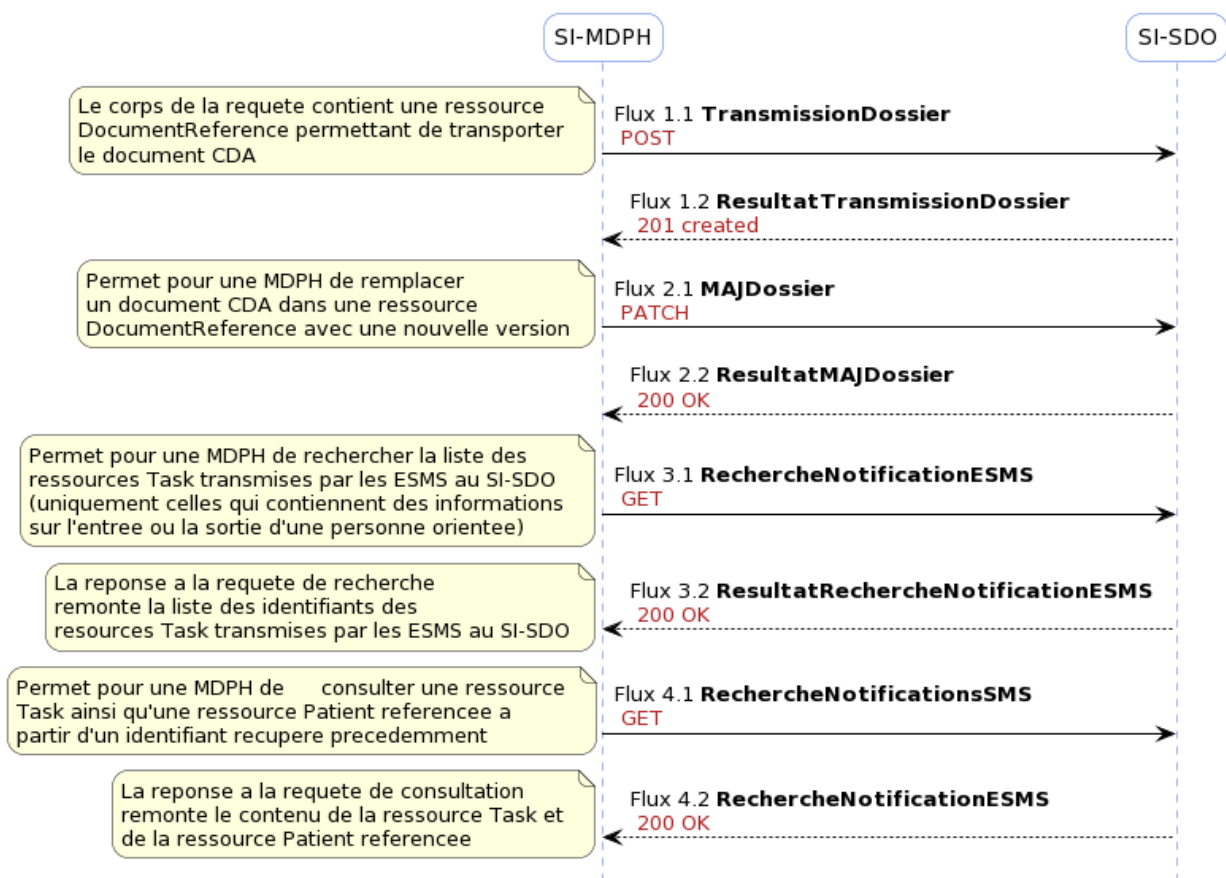 SI-MDPH
SI-SDO
Le corps de la requete contient une ressource
DocumentReference permettant de transporter
le document CDA
Flux 1.1 TransmissionDossier
POST
Flux 1.2 ResultatTransmissionDossier
201 created
Permet pour une MDPH de remplacer
un document CDA dans une ressource
DocumentReference avec une nouvelle version
Flux 2.1 MAJDossier
PATCH
Flux 2.2 ResultatMAJDossier
200 OK
Permet pour une MDPH de rechercher la liste des
ressources Task transmises par les ESMS au SI-SDO
(uniquement celles qui contiennent des informations
sur l'entree ou la sortie d'une personne orientee)
Flux 3.1 RechercheNotificationESMS
GET
La reponse a la requete de recherche
remonte la liste des identifiants des
resources Task transmises par les ESMS au SI-SDO
Flux 3.2 ResultatRechercheNotificationESMS
200 OK
Permet pour une MDPH de consulter une ressource
Task ainsi qu'une ressource Patient referencee a
partir d'un identifiant recupere precedemment
Flux 4.1 RechercheNotificationsSMS
GET
La reponse a la requete de consultation
remonte le contenu de la ressource Task et
de la ressource Patient referencee
Flux 4.2 RechercheNotificationESMS
200 OK